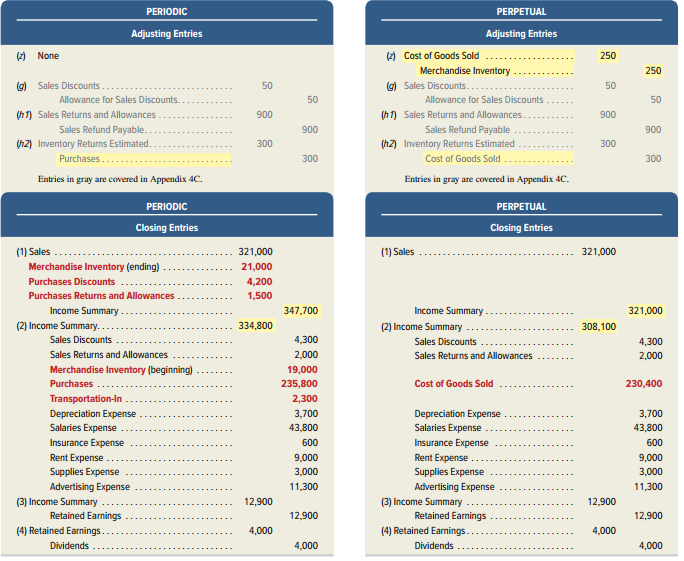 PERIODIC
Adjusting Entries
(z) None
(g) Sales Discounts . . . . . . . . . . . . . . . . . . . . 50
Allowance for Sales Discounts. . . . . . . . . . . . 50
(h1) Sales Returns and Allowances . . . . . . . . . . . 900
Sales Refund Payable. . . . . . . . . . . . . . . . . . 900
(h2) Inventory Returns Estimated. . . . . . . . . . . . . 300
Purchases . . . . . . . . . . . . . . . . . . . . . . . . . . 300
Entries in gray are covered in Appendix 4C.
PERPETUAL
Adjusting Entries
(z) Cost of Goods Sold . . . . . . . . . . . . . . . . . . 250
Merchandise Inventory . . . . . . . . . . . . . . 250
(g) Sales Discounts. . . . . . . . . . . . . . . . . . . . . 50
Allowance for Sales Discounts . . . . . . 50
(h1) Sales Returns and Allowances. . . . . . . . . . . 900
Sales Refund Payable . . . . . . . . . . . . . . 900
(h2) Inventory Returns Estimated . . . . . . . . . . . 300
Cost of Goods Sold . . . . . . . . . . . . . . . . 300
Entries in gray are covered in Appendix 4C.
PERIODIC
Closing Entries
(1) Sales . . . . . . . . . . . . . . . . . . . . . . . . . . . . . 321,000
Merchandise Inventory (ending) . . . . . . . . . . . . . 21,000
Purchases Discounts . . . . . . . . . . . . . . . . . . . 4,200
Purchases Returns and Allowances . . . . . . . . . . . 1,500
Income Summary . . . . . . . . . . . . . . . . . . . . . 347,700
(2) Income Summary. . . . . . . . . . . . . . . . . . . . . . 334,800
Sales Discounts . . . . . . . . . . . . . . . . . . . . . 4,300
Sales Returns and Allowances . . . . . . . . . . . . 2,000
Merchandise Inventory (beginning) . . . . . . . 19,000
Purchases . . . . . . . . . . . . . . . . . . . . . . . . . 235,800
Transportation-In . . . . . . . . . . . . . . . . . . . . . 2,300
Depreciation Expense . . . . . . . . . . . . . . . . . . 3,700
Salaries Expense . . . . . . . . . . . . . . . . . . . . . 43,800
Insurance Expense . . . . . . . . . . . . . . . . . . . . 600
Rent Expense . . . . . . . . . . . . . . . . . . . . . . . . 9,000
Supplies Expense . . . . . . . . . . . . . . . . . . . . . 3,000
Advertising Expense . . . . . . . . . . . . . . . . . . . 11,300
(3) Income Summary . . . . . . . . . . . . . . . . . . . . . . 12,900
Retained Earnings . . . . . . . . . . . . . . . . . . . . 12,900
(4) Retained Earnings. . . . . . . . . . . . . . . . . . . . . . 4,000
Dividends . . . . . . . . . . . . . . . . . . . . . . . . . . 4,000
PERPETUAL
Closing Entries
(1) Sales . . . . . . . . . . . . . . . . . . . . . . . . . . . . . 321,000
Income Summary . . . . . . . . . . . . . . . . . . 321,000
(2) Income Summary . . . . . . . . . . . . . . . . . . . . 308,100
Sales Discounts . . . . . . . . . . . . . . . . . . . 4,300
Sales Returns and Allowances . . . . . . . 2,000
Cost of Goods Sold . . . . . . . . . . . . . . . . 230,400
Depreciation Expense . . . . . . . . . . . . . . . 3,700
Salaries Expense . . . . . . . . . . . . . . . . . . 43,800
Insurance Expense . . . . . . . . . . . . . . . . . 600
Rent Expense . . . . . . . . . . . . . . . . . . . . . 9,000
Supplies Expense . . . . . . . . . . . . . . . . . . 3,000
Advertising Expense . . . . . . . . . . . . . . . . 11,300
(3) Income Summary . . . . . . . . . . . . . . . . . . . . 12,900
Retained Earnings . . . . . . . . . . . . . . . . . 12,900
(4) Retained Earnings. . . . . . . . . . . . . . . . . . . . 4,000
Dividends . . . . . . . . . . . . . . . . . . . . . . . 4,000